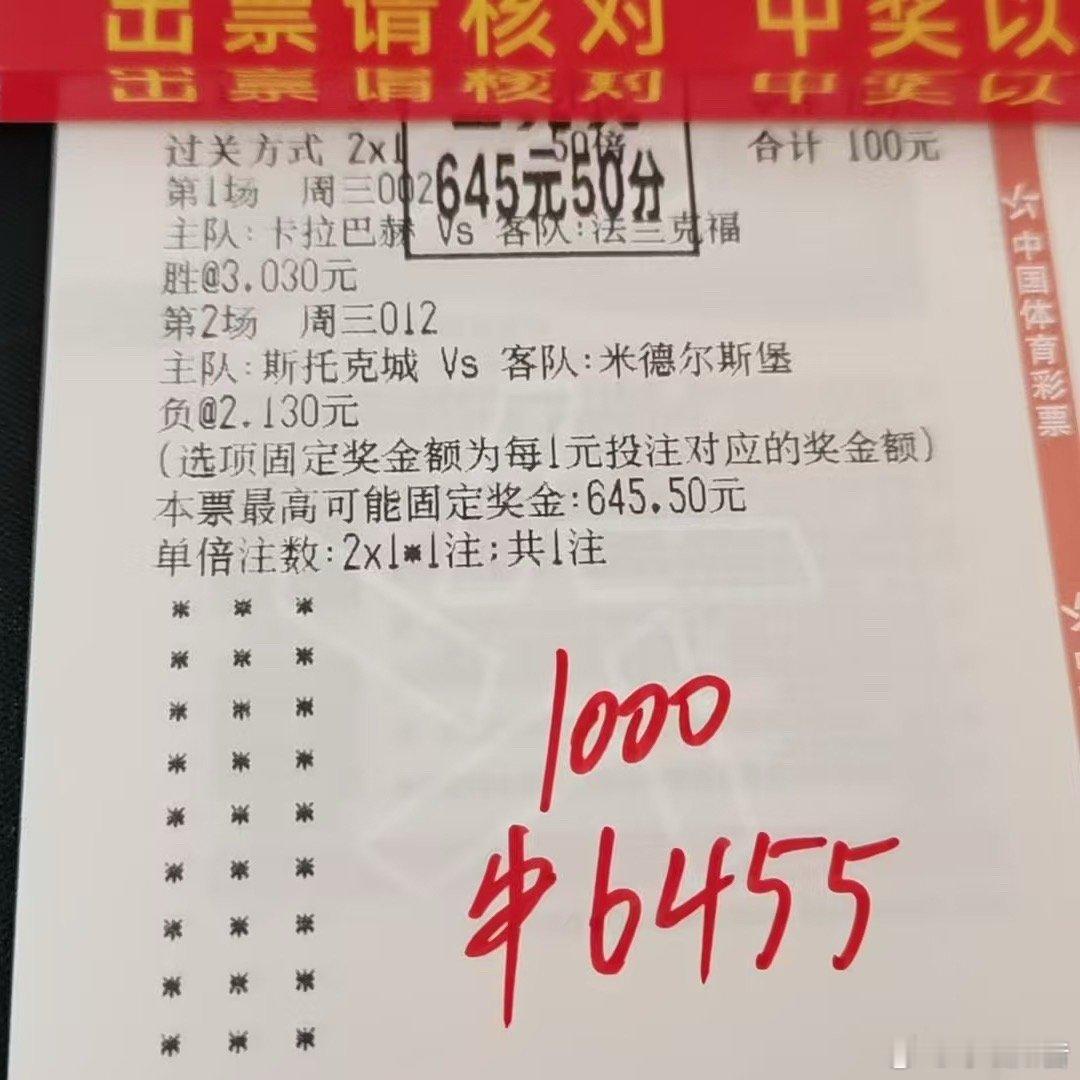 出票请核对 中奖以
出票请核对 中奖以
过关方式 2x1 50倍 合计 100元
645元50分
第1场 周三002
主队:卡拉巴赫 Vs 客队:法兰克福
胜@3.030元
第2场 周三012
主队:斯托克城 Vs 客队:米德尔斯堡
负@2.130元
(选项固定奖金额为每1元投注对应的奖金额)
本票最高可能固定奖金:645.50元
单倍注数:2x1*1注;共1注
1000
中6455
中国体育彩票